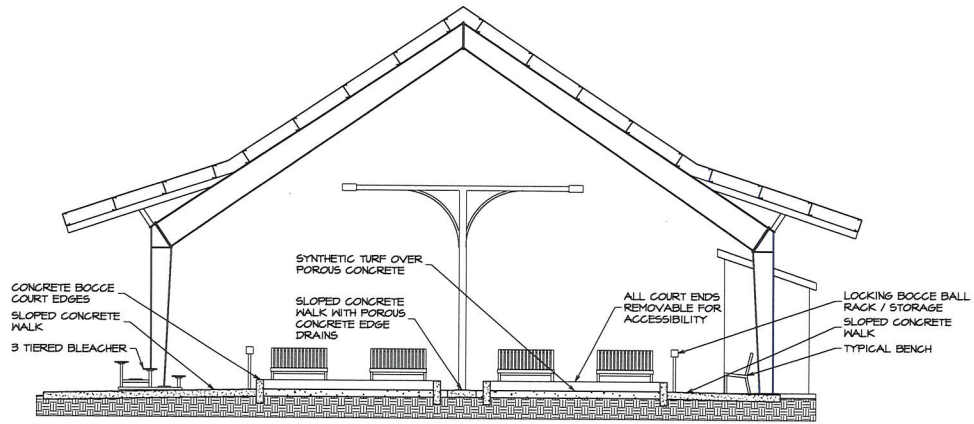 CONCRETE BOCCE
COURT EDGES
SLOPED CONCRETE
WALK
3 TIERED BLEACHER
SYNTHETIC TURF OVER
POROUS CONCRETE
SLOPED CONCRETE
WALK WITH POROUS
CONCRETE EDGE
DRAINS
ALL COURT ENDS
REMOVABLE FOR
ACCESSIBILITY
LOCKING BOCCE BALL
RACK / STORAGE
SLOPED CONCRETE
WALK
TYPICAL BENCH